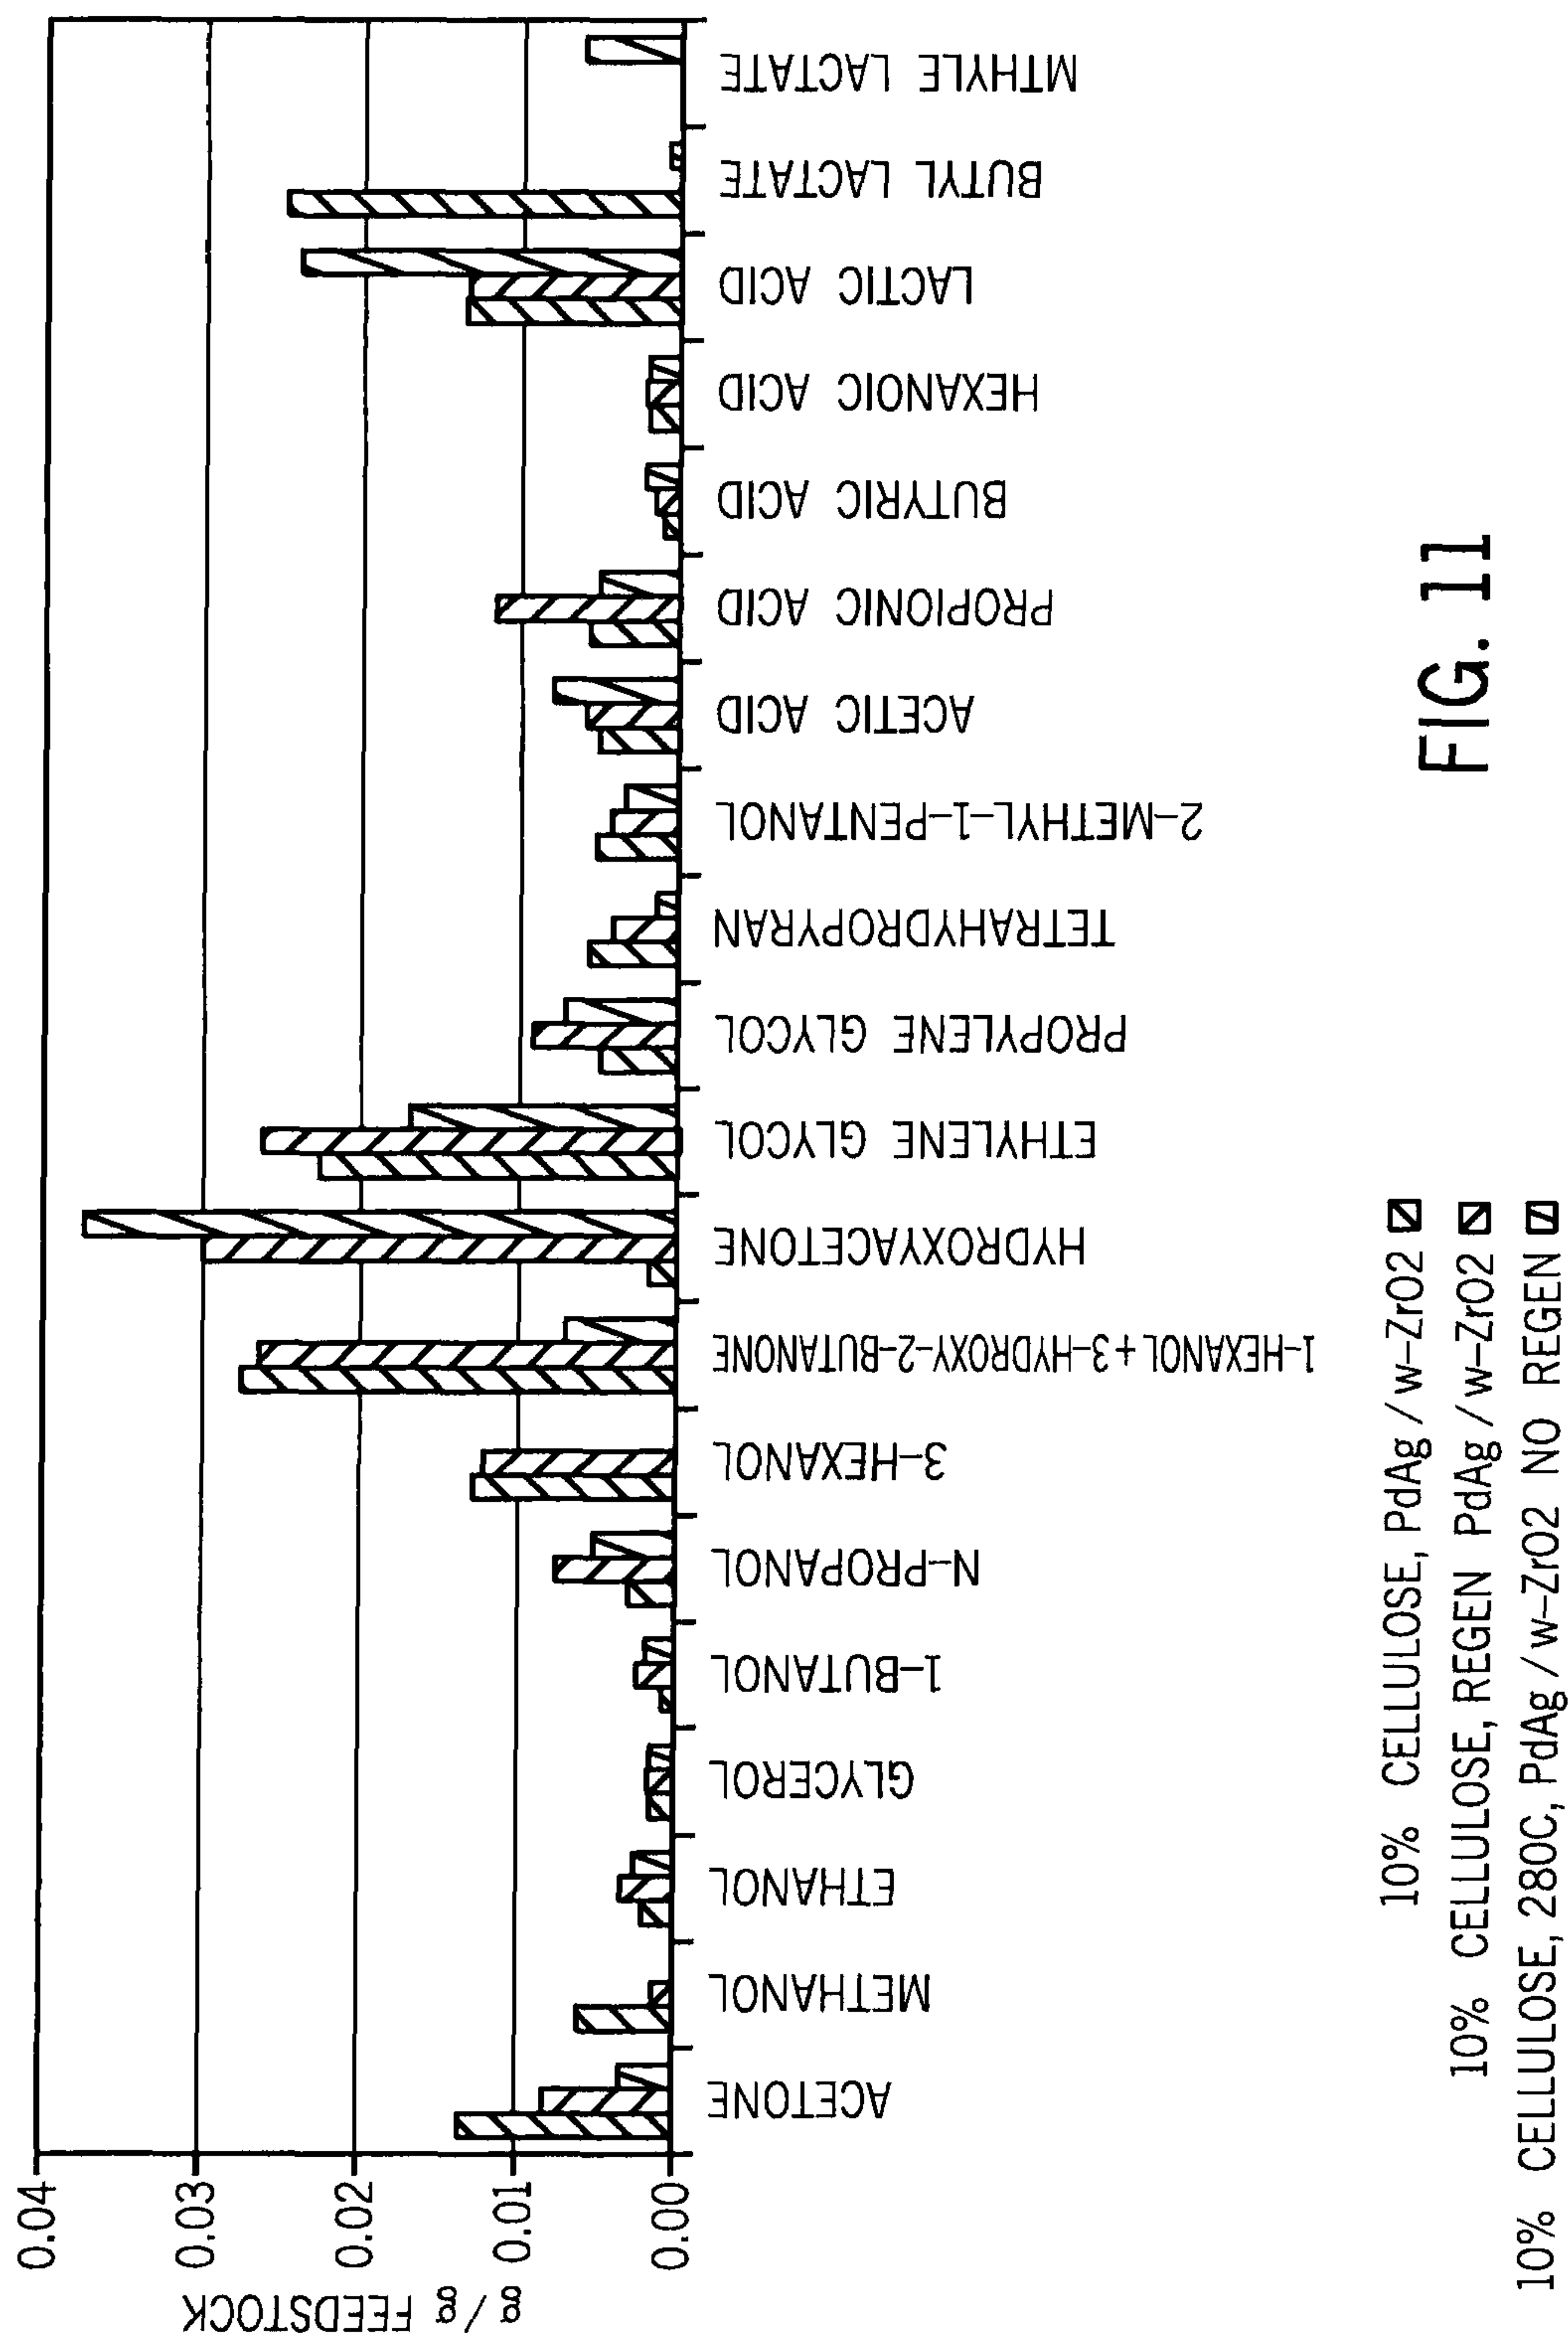 g/g FEEDSTOCK
0.04
0.03
0.02
0.01
0.00
ACETONE
METHANOL
ETHANOL
GLYCEROL
1-BUTANOL
N-PROPANOL
3-HEXANOL
1-HEXANOL+3-HYDROXY-2-BUTANONE
HYDROXYACETONE
ETHYLENE GLYCOL
PROPYLENE GLYCOL
TETRAHYDROPYRAN
2-METHYL-1-PENTANOL
ACETIC ACID
PROPIONIC ACID
BUTYRIC ACID
HEXANOIC ACID
LACTIC ACID
BUTYL LACTATE
MTHYLE LACTATE
10% CELLULOSE, PdAg/w-ZrO2
10% CELLULOSE, REGEN PdAg/w-ZrO2
10% CELLULOSE, 280C, PdAg/w-ZrO2 NO REGEN
FIG. 11